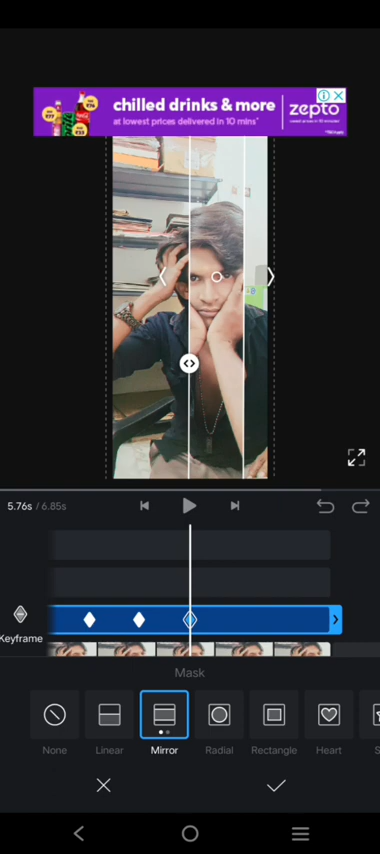 chilled drinks & more
at lowest prices delivered in 10 mins*
zepto
5.76s / 6.85s
Keyframe
Mask
None
Linear
Mirror
Radial
Rectangle
Heart